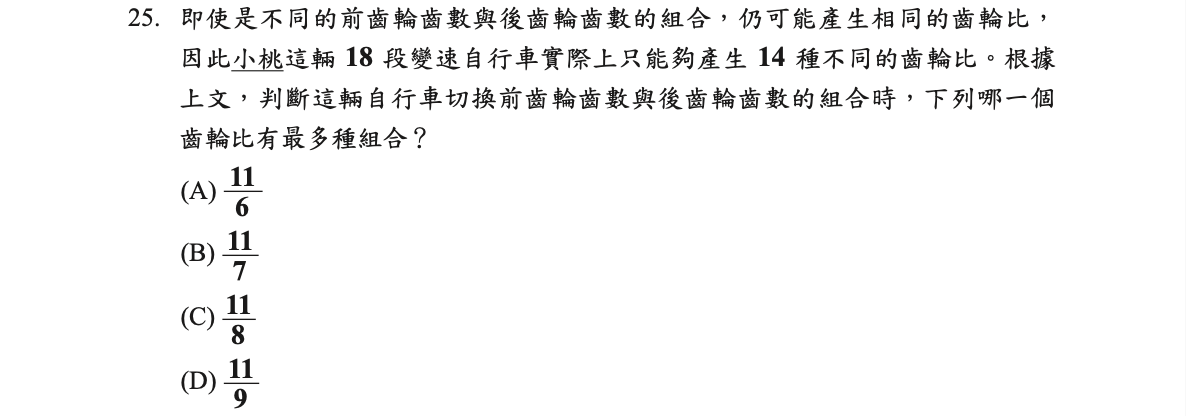 25. 即使是不同的前齒輪齒數與後齒輪齒數的組合，仍可能產生相同的齒輪比，
因此小桃這輛 18 段變速自行車實際上只能夠產生 14 種不同的齒輪比。根據
上文，判斷這輛自行車切換前齒輪齒數與後齒輪齒數的組合時，下列哪一個
齒輪比有最多種組合？
(A) 11/6
(B) 11/7
(C) 11/8
(D) 11/9